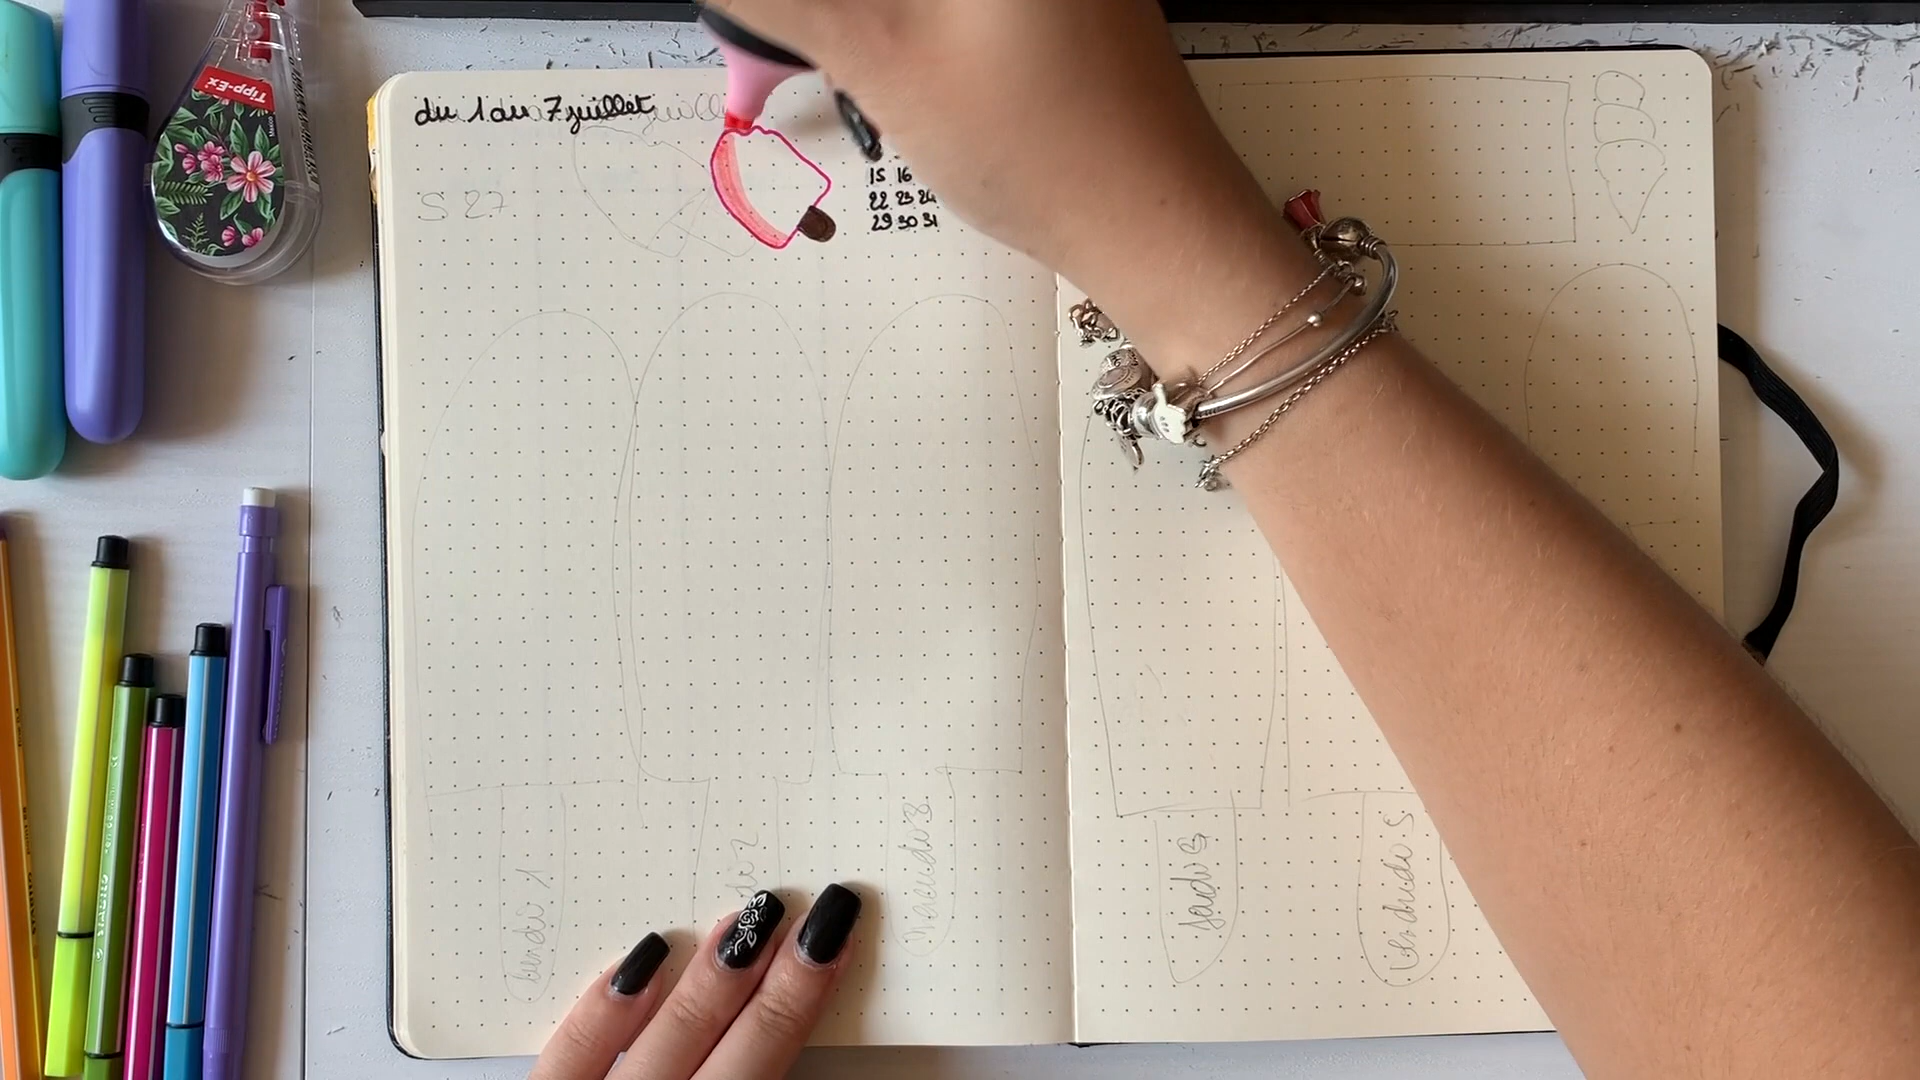 Tipp-Ex
du 1 au 7 juillet
S 27
15 16
22 23 24
29 30 31
lundi 1
Mercredi 3
Jeudi 4
Vendredi 5